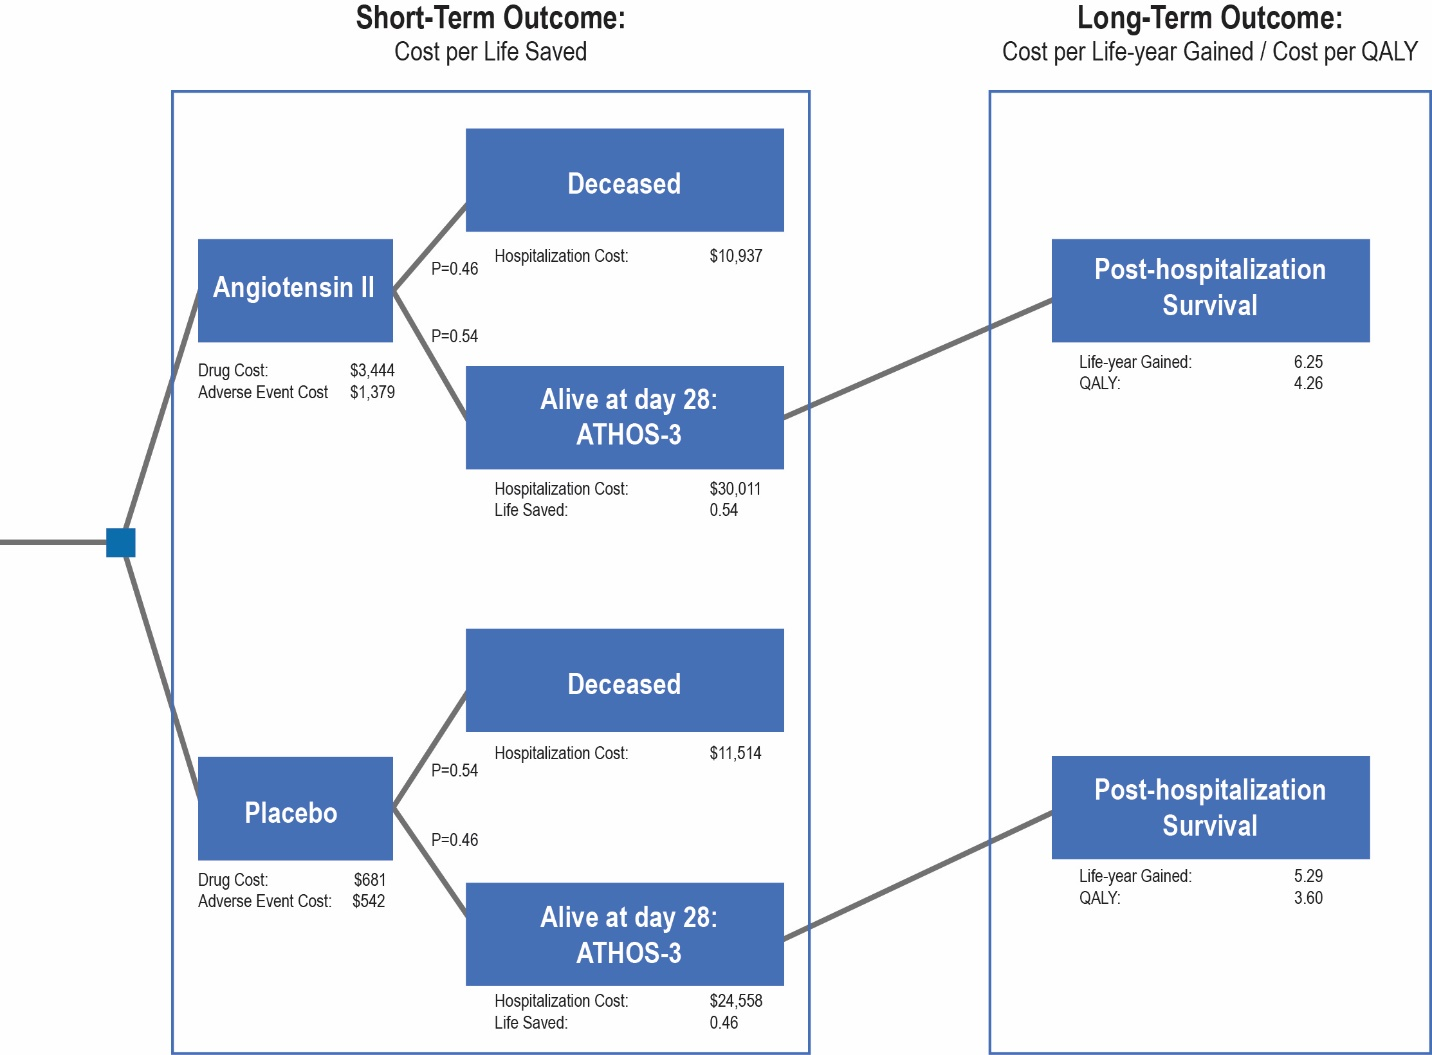 Short-Term Outcome:
Cost per Life Saved
Long-Term Outcome:
Cost per Life-year Gained / Cost per QALY
Deceased
Hospitalization Cost: $10,937
Angiotensin II
Drug Cost: $3,444
Adverse Event Cost $1,379
P=0.46
P=0.54
Alive at day 28:
ATHOS-3
Hospitalization Cost: $30,011
Life Saved: 0.54
Post-hospitalization
Survival
Life-year Gained: 6.25
QALY: 4.26
Deceased
Hospitalization Cost: $11,514
P=0.54
P=0.46
Placebo
Drug Cost: $681
Adverse Event Cost: $542
Alive at day 28:
ATHOS-3
Hospitalization Cost: $24,558
Life Saved: 0.46
Post-hospitalization
Survival
Life-year Gained: 5.29
QALY: 3.60